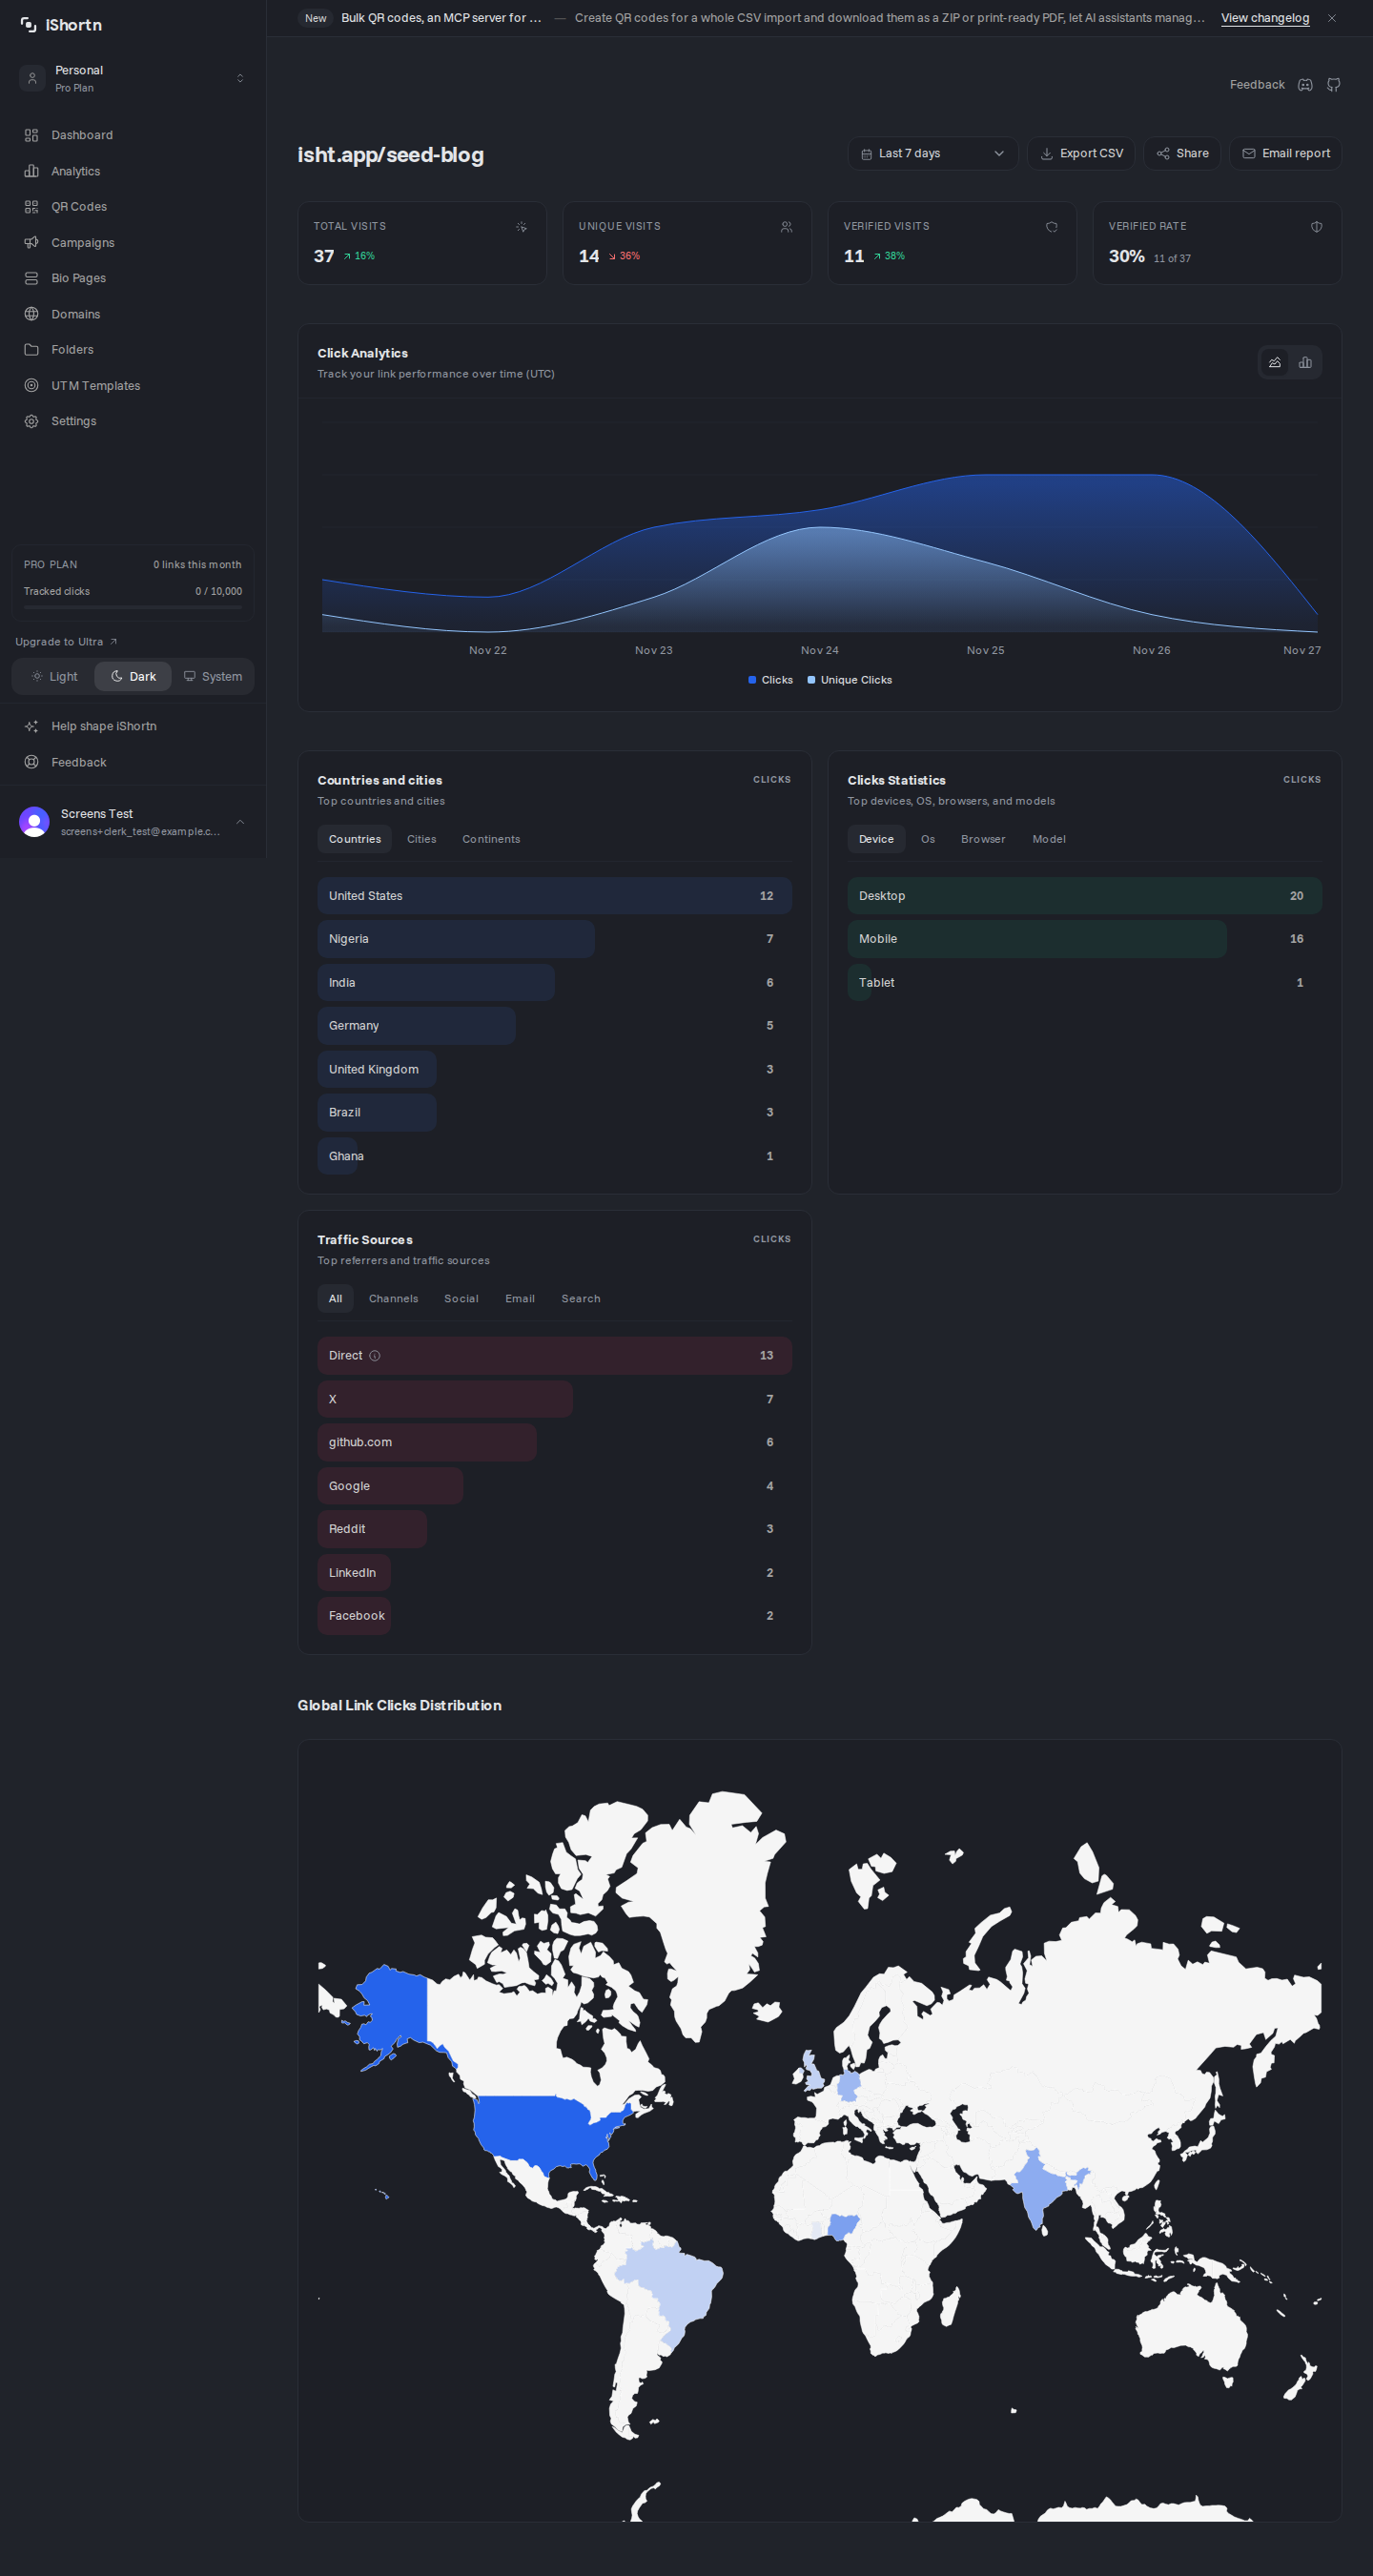 iShortn
New
Bulk QR codes, an MCP server for ...
—
Create QR codes for a whole CSV import and download them as a ZIP or print-ready PDF, let AI assistants manag...
View changelog
Personal
Pro Plan
Feedback
Dashboard
Analytics
QR Codes
Campaigns
Bio Pages
Domains
Folders
UTM Templates
Settings
PRO PLAN
0 links this month
Tracked clicks
0 / 10,000
Upgrade to Ultra
Light
Dark
System
Help shape iShortn
Feedback
Screens Test
screens+clerk_test@example.c...
isht.app/seed-blog
Last 7 days
Export CSV
Share
Email report
TOTAL VISITS
37
16%
UNIQUE VISITS
14
36%
VERIFIED VISITS
11
38%
VERIFIED RATE
30%
11 of 37
Click Analytics
Track your link performance over time (UTC)
Nov 22
Nov 23
Nov 24
Nov 25
Nov 26
Nov 27
Clicks
Unique Clicks
Countries and cities
CLICKS
Top countries and cities
Countries
Cities
Continents
United States
12
Nigeria
7
India
6
Germany
5
United Kingdom
3
Brazil
3
Ghana
1
Clicks Statistics
CLICKS
Top devices, OS, browsers, and models
Device
Os
Browser
Model
Desktop
20
Mobile
16
Tablet
1
Traffic Sources
CLICKS
Top referrers and traffic sources
All
Channels
Social
Email
Search
Direct
13
X
7
github.com
6
Google
4
Reddit
3
LinkedIn
2
Facebook
2
Global Link Clicks Distribution